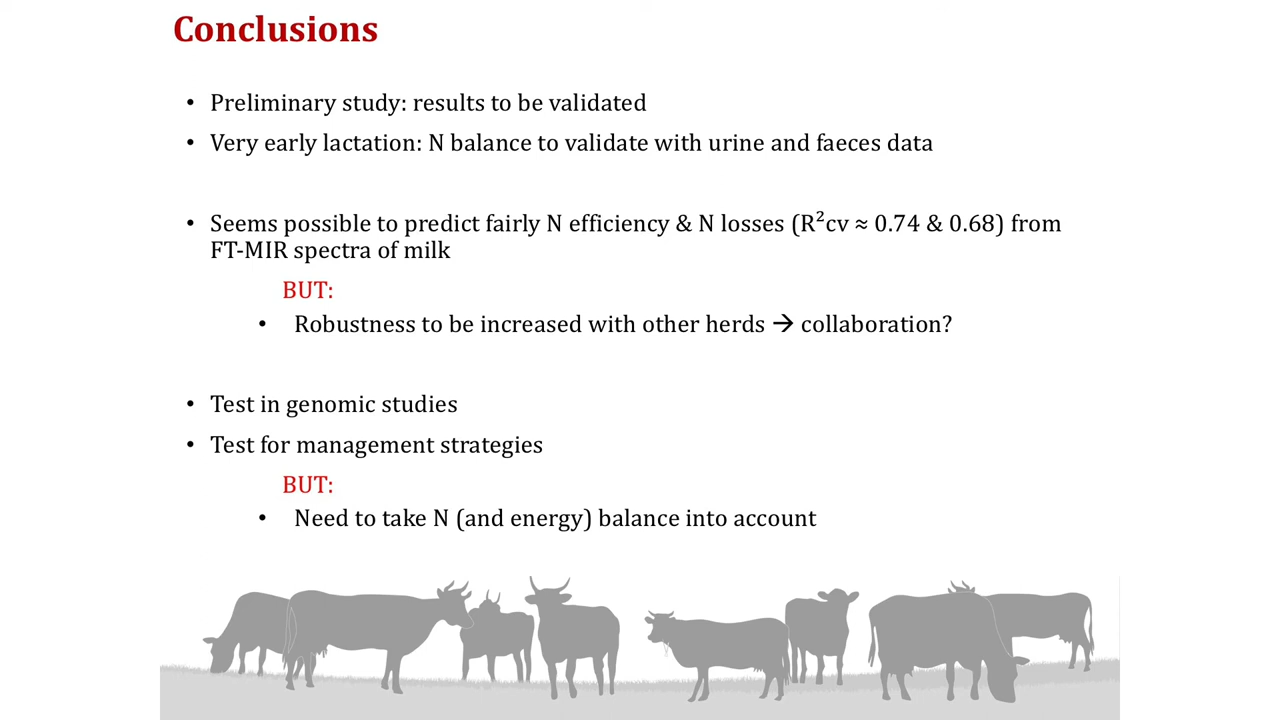 Conclusions
• Preliminary study: results to be validated
• Very early lactation: N balance to validate with urine and faeces data
• Seems possible to predict fairly N efficiency & N losses (R²cv ≈ 0.74 & 0.68) from
FT-MIR spectra of milk
BUT:
• Robustness to be increased with other herds → collaboration?
• Test in genomic studies
• Test for management strategies
BUT:
• Need to take N (and energy) balance into account